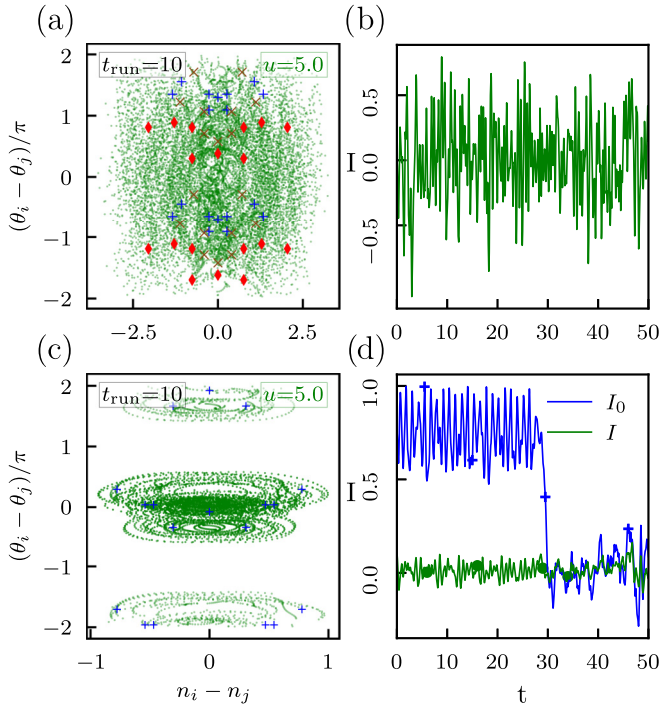 (a)
(b)
(θ_i − θ_j)/π
2
1
0
−1
−2
t_run=10
u=5.0
−2.5
0.0
2.5
I
0.5
0.0
−0.5
0
10
20
30
40
50
(c)
(d)
(θ_i − θ_j)/π
2
1
0
−1
−2
t_run=10
u=5.0
−1
0
1
n_i − n_j
I
1.0
0.5
0.0
I_0
I
0
10
20
30
40
50
t